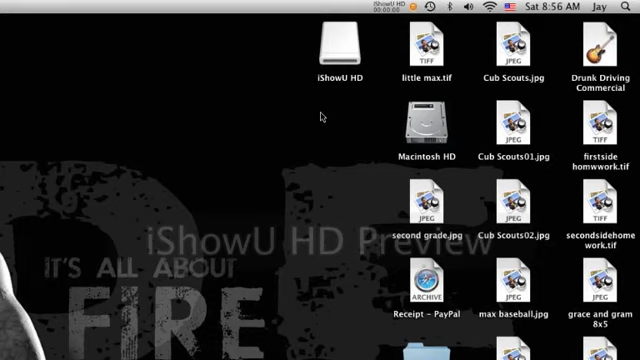 iShowU HD
00:00:00
Sat 8:56 AM
Jay
iShowU HD
little max.tif
Cub Scouts.jpg
Drunk Driving
Commercial
TIFF
JPEG
Macintosh HD
Cub Scouts01.jpg
firstside
homwwork.tif
JPEG
TIFF
second grade.jpg
Cub Scouts02.jpg
secondsidehome
work.tif
JPEG
JPEG
TIFF
iShowU HD Preview
IT'S ALL ABOUT
FIRE
ARCHIVE
JPEG
JPEG
Receipt - PayPal
max baseball.jpg
grace and gram
8x5